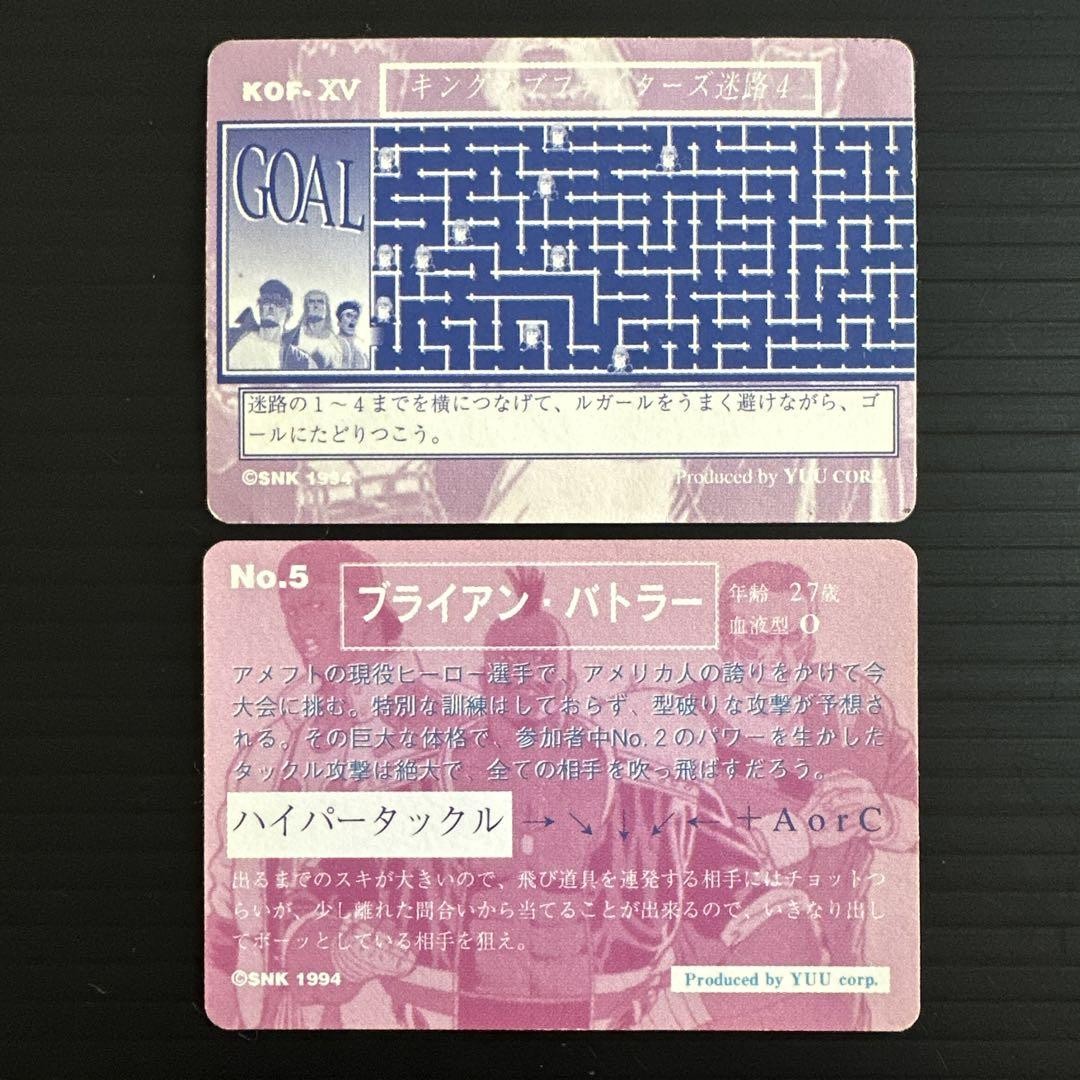 KOF-XV
キングオブファイターズ迷路4
GOAL
迷路の1～4までを横につなげて、ルガールをうまく避けながら、ゴ
ールにたどりつこう。
©SNK 1994
Produced by YUU CORP.
No.5
ブライアン・バトラー
年齢 27歳
血液型 O
アメフトの現役ヒーロー選手で、アメリカ人の誇りをかけて今
大会に挑む。特別な訓練はしておらず、型破りな攻撃が予想さ
れる。その巨大な体格で、参加者中No.2のパワーを生かした
タックル攻撃は絶大で、全ての相手を吹っ飛ばすだろう。
ハイパータックル →↘↓↙←+AorC
出るまでのスキが大きいので、飛び道具を連発する相手にはチョットつ
らいが、少し離れた間合いから当てることが出来るので、いきなり出し
てボーッとしている相手を狙え。
©SNK 1994
Produced by YUU corp.